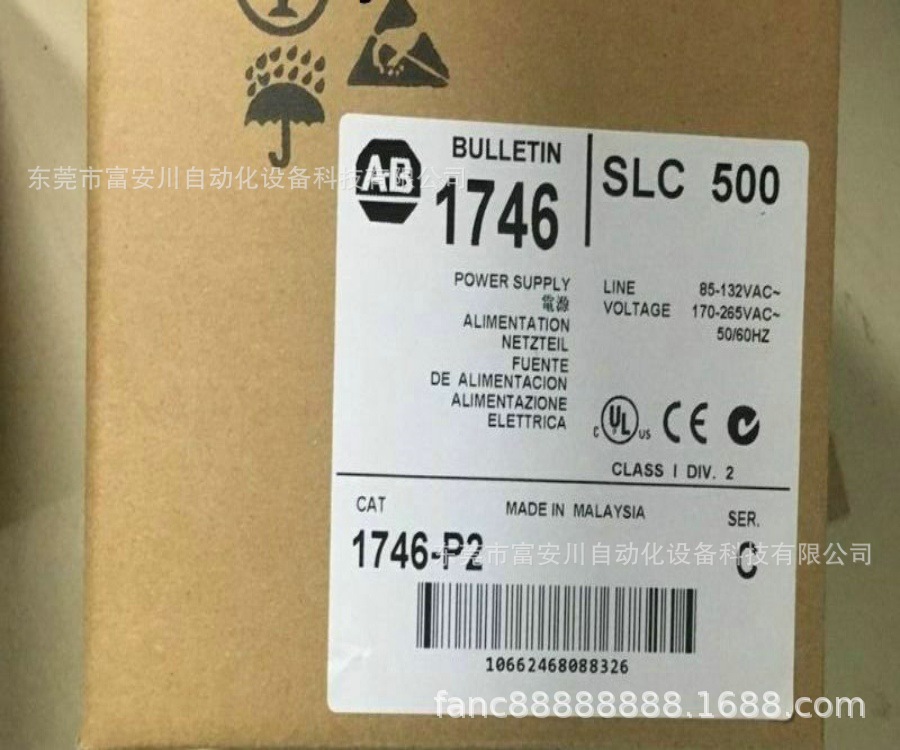 东莞市富安川自动化设备科技有限公司
AB
BULLETIN
1746
SLC 500
POWER SUPPLY
電源
ALIMENTATION
NETZTEIL
FUENTE
DE ALIMENTACION
ALIMENTAZIONE
ELETTRICA
LINE 85-132VAC~
VOLTAGE 170-265VAC~
50/60HZ
C UL US CE
CLASS I DIV. 2
CAT MADE IN MALAYSIA SER.
1746-P2 C
东莞市富安川自动化设备科技有限公司
10662468088326
fanc88888888.1688.com